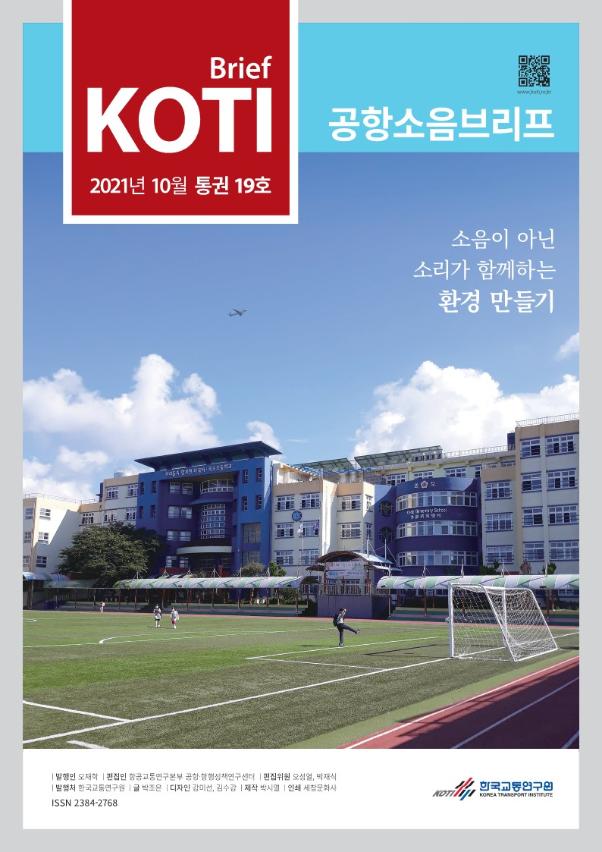 Brief
KOTI
2021년 10월 통권 19호
공항소음브리프
소음이 아닌
소리가 함께하는
환경 만들기
Elementary School
| 발행인 오재학 | 편집인 항공교통연구본부 공항·항행정책연구센터 | 편집위원 오성열, 박재식
| 발행처 한국교통연구원 | 글 박조은 | 디자인 강미선, 김수강 | 제작 박시열 | 인쇄 세창문화사
ISSN 2384-2768
KOTI 한국교통연구원
KOREA TRANSPORT INSTITUTE